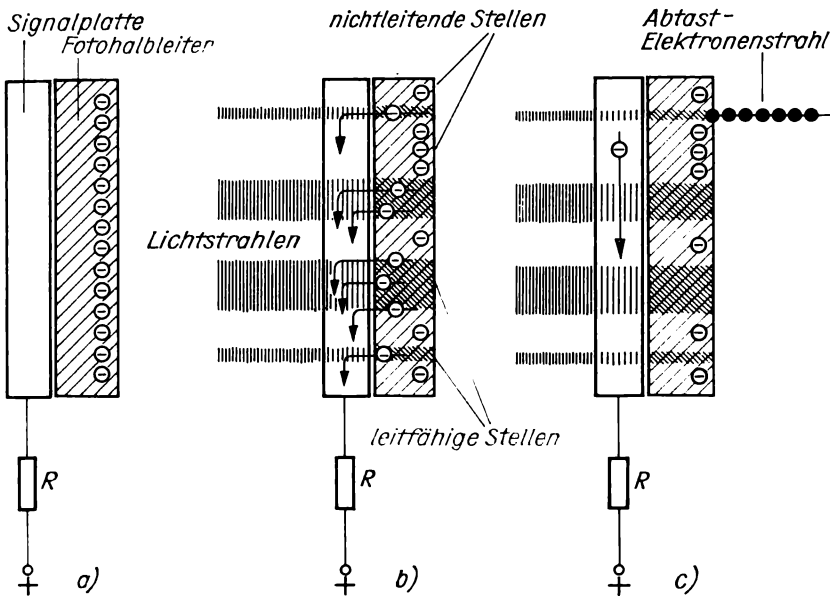 Signalplatte
Fotohalbleiter
nichtleitende Stellen
Abtast-
Elektronenstrahl
Lichtstrahlen
leitfähige Stellen
R
R
R
+
a)
+
b)
+
c)